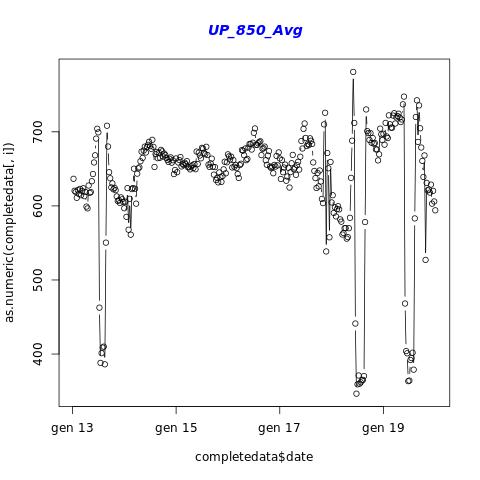 UP_850_Avg
as.numeric(completedata[, i])
700
600
500
400
gen 13 gen 15 gen 17 gen 19
completedata$date